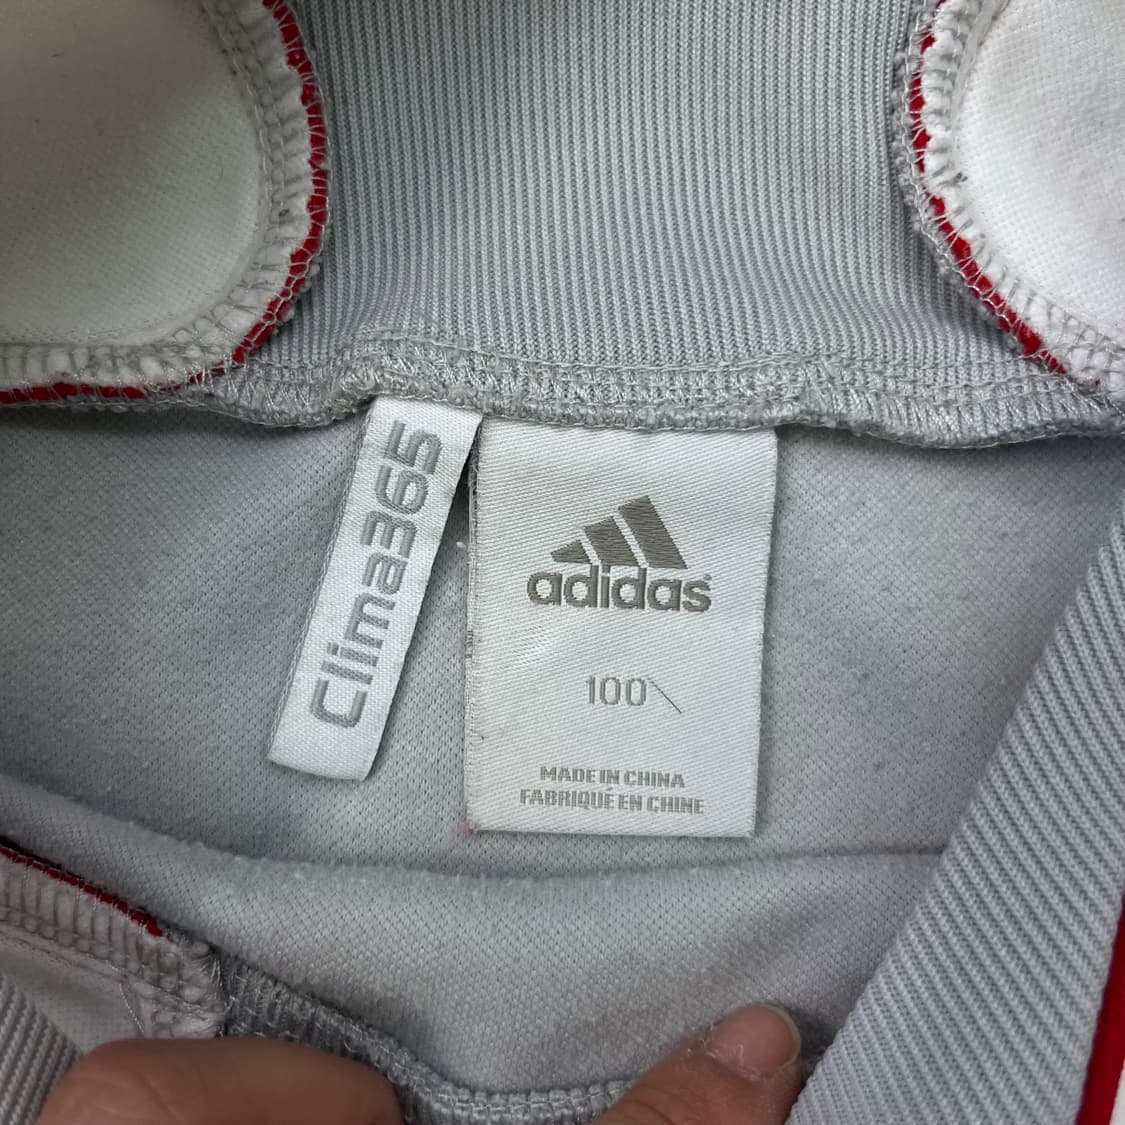 Clima365
adidas
100
MADE IN CHINA
FABRIQUÉ EN CHINE